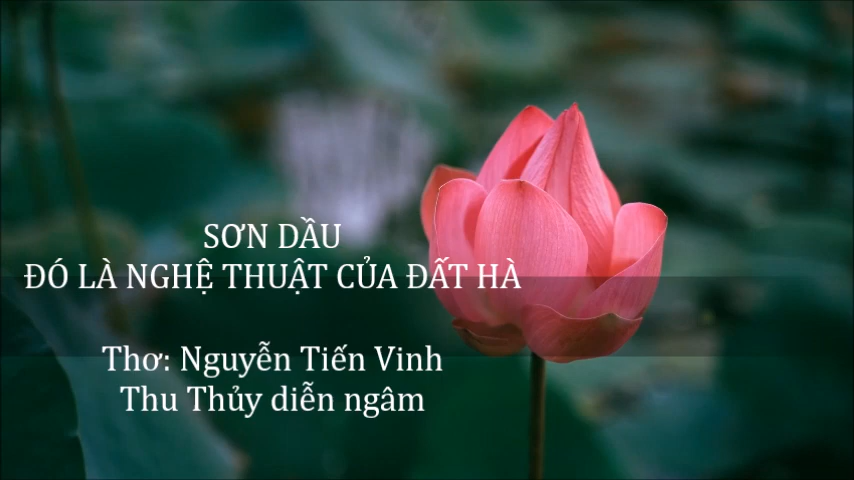 SƠN DẦU
ĐÓ LÀ NGHỆ THUẬT CỦA ĐẤT HÀ
Thơ: Nguyễn Tiến Vinh
Thu Thủy diễn ngâm